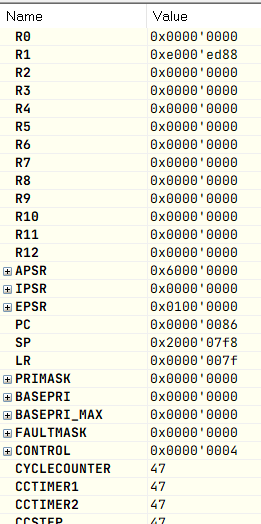 Name Value
R0 0x0000'0000
R1 0xe000'ed88
R2 0x0000'0000
R3 0x0000'0000
R4 0x0000'0000
R5 0x0000'0000
R6 0x0000'0000
R7 0x0000'0000
R8 0x0000'0000
R9 0x0000'0000
R10 0x0000'0000
R11 0x0000'0000
R12 0x0000'0000
APSR 0x6000'0000
IPSR 0x0000'0000
EPSR 0x0100'0000
PC 0x0000'0086
SP 0x2000'07f8
LR 0x0000'007f
PRIMASK 0x0000'0000
BASEPRI 0x0000'0000
BASEPRI_MAX 0x0000'0000
FAULTMASK 0x0000'0000
CONTROL 0x0000'0004
CYCLECOUNTER 47
CCTIMER1 47
CCTIMER2 47
CCSTEP 47